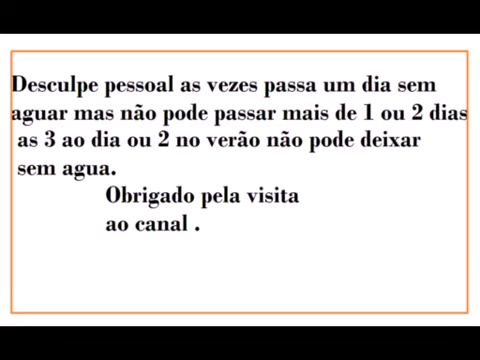 Desculpe pessoal as vezes passa um dia sem
aguar mas não pode passar mais de 1 ou 2 dias
as 3 ao dia ou 2 no verão não pode deixar
sem agua.
Obrigado pela visita
ao canal .